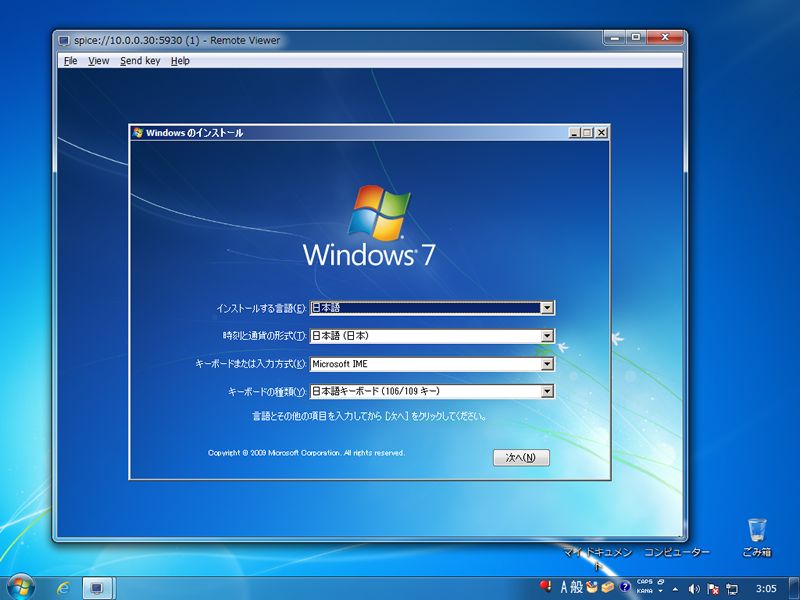 spice://10.0.0.30:5930 (1) - Remote Viewer
File View Send key Help
Windows のインストール
Windows 7
インストールする言語(E): 日本語
時刻と通貨の形式(T): 日本語 (日本)
キーボードまたは入力方式(K): Microsoft IME
キーボードの種類(Y): 日本語キーボード (106/109 キー)
言語とその他の項目を入力してから [次へ] をクリックしてください。
Copyright © 2009 Microsoft Corporation. All rights reserved.
次へ(N)
マイ ドキュメント
コンピューター
ごみ箱
A 般 CAPS KANA 3:05